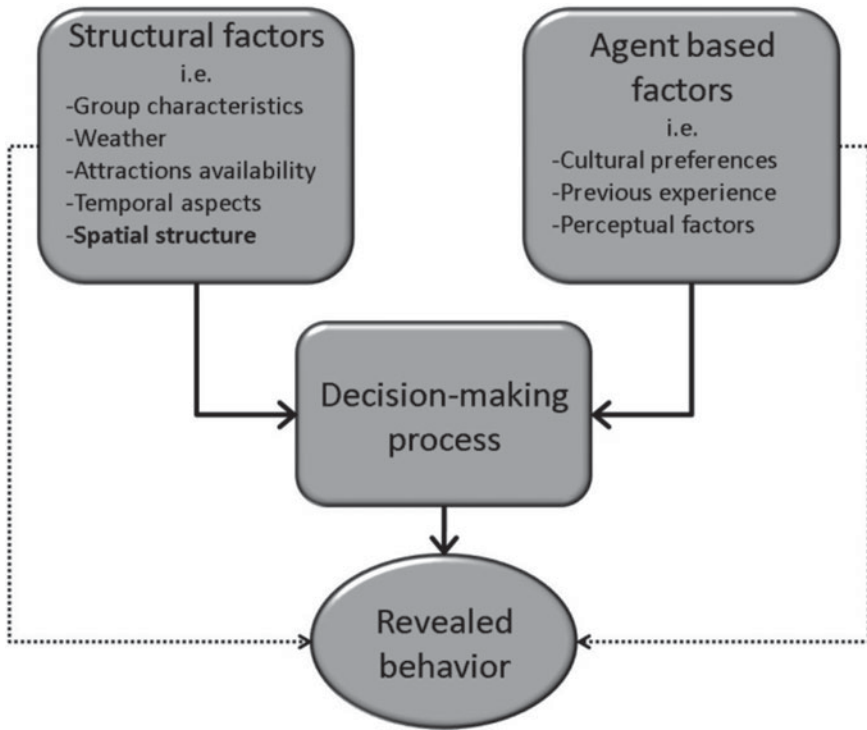 Structural factors
i.e.
-Group characteristics
-Weather
-Attractions availability
-Temporal aspects
-Spatial structure
Agent based
factors
i.e.
-Cultural preferences
-Previous experience
-Perceptual factors
Decision-making
process
Revealed
behavior